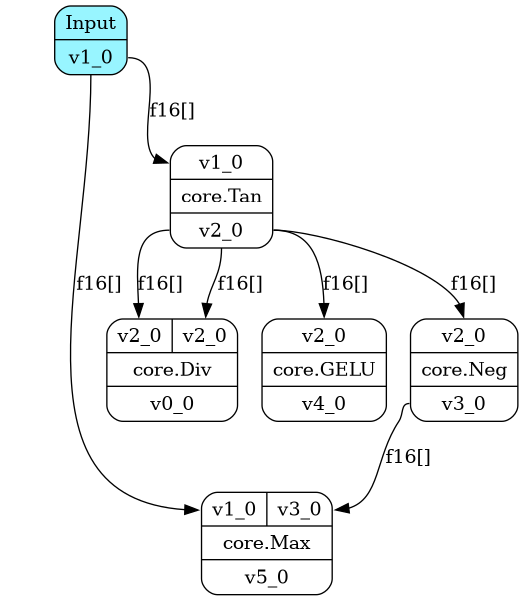 Input
v1_0
f16[]
v1_0
core.Tan
v2_0
f16[]
f16[]
f16[]
f16[]
f16[]
v2_0 v2_0
core.Div
v0_0
v2_0
core.GELU
v4_0
v2_0
core.Neg
v3_0
f16[]
v1_0 v3_0
core.Max
v5_0